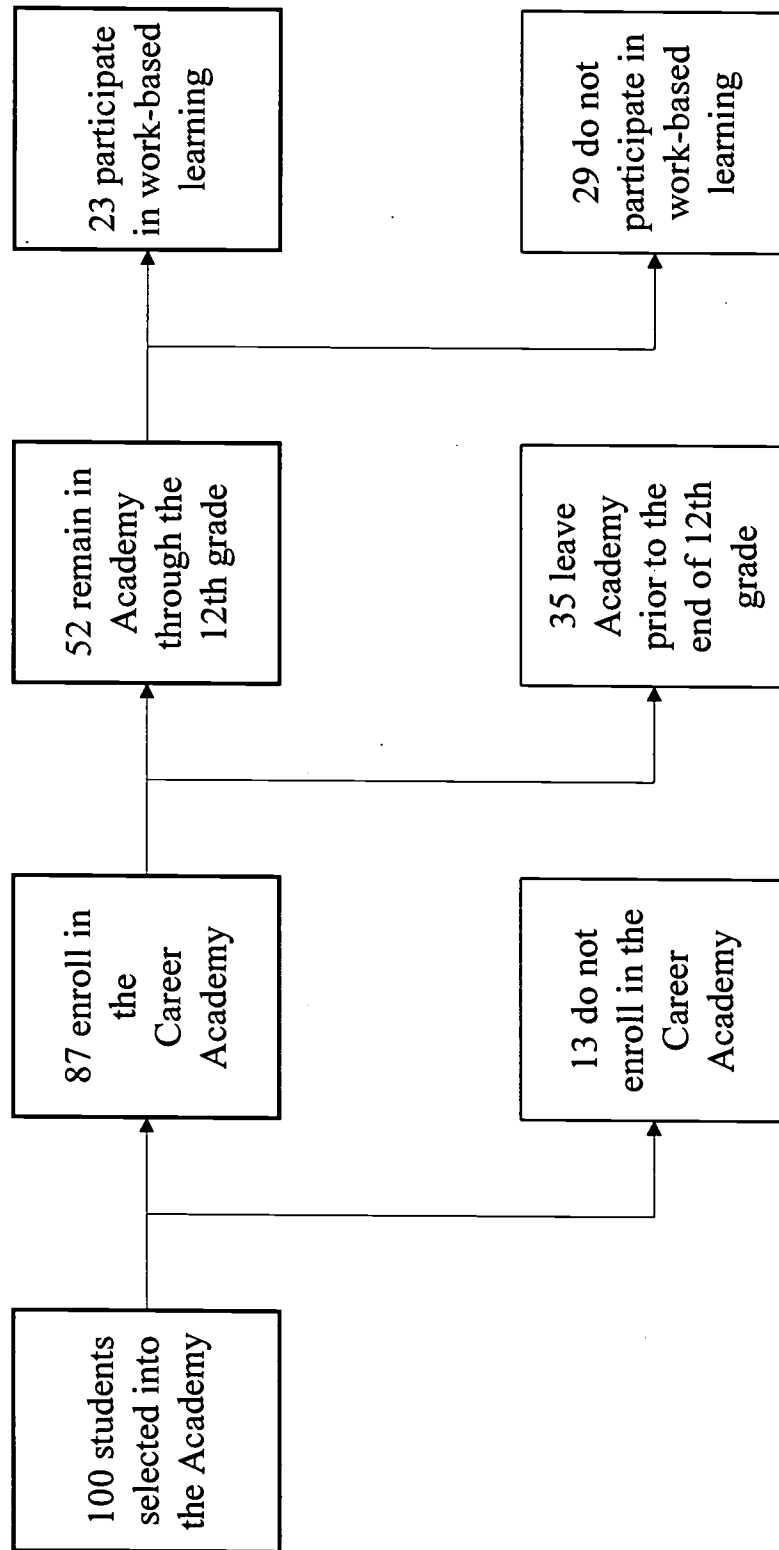 100 students
selected into
the Academy
87 enroll in
the
Career
Academy
13 do not
enroll in the
Career
Academy
52 remain in
Academy
through the
12th grade
35 leave
Academy
prior to the
end of 12th
grade
23 participate
in work-based
learning
29 do not
participate in
work-based
learning